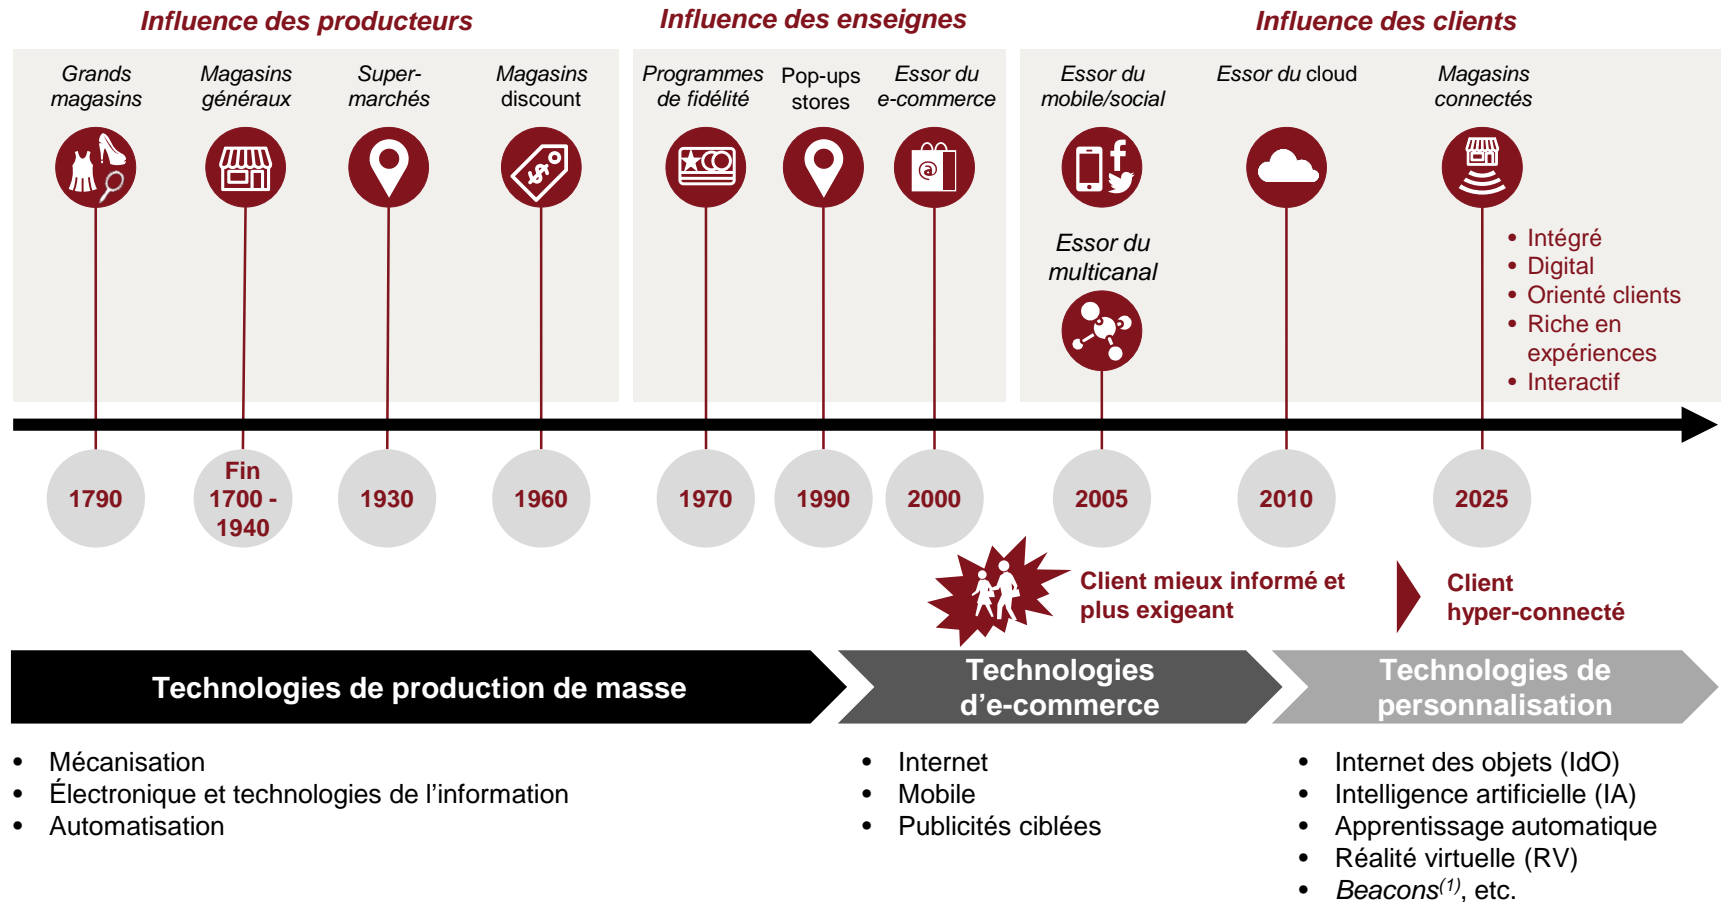 Influence des producteurs
Influence des enseignes
Influence des clients
Grands
magasins
Magasins
généraux
Super-
marchés
Magasins
discount
Programmes
de fidélité
Pop-ups
stores
Essor du
e-commerce
Essor du
mobile/social
Essor du cloud
Magasins
connectés
@
f
$
Essor du
multicanal
• Intégré
• Digital
• Orienté clients
• Riche en
expériences
• Interactif
1790
Fin
1700 -
1940
1930
1960
1970
1990
2000
2005
2010
2025
Client mieux informé et
plus exigeant
Client
hyper-connecté
Technologies de production de masse
Technologies
d’e-commerce
Technologies de
personnalisation
• Mécanisation
• Électronique et technologies de l’information
• Automatisation
• Internet
• Mobile
• Publicités ciblées
• Internet des objets (IdO)
• Intelligence artificielle (IA)
• Apprentissage automatique
• Réalité virtuelle (RV)
• Beacons(1), etc.